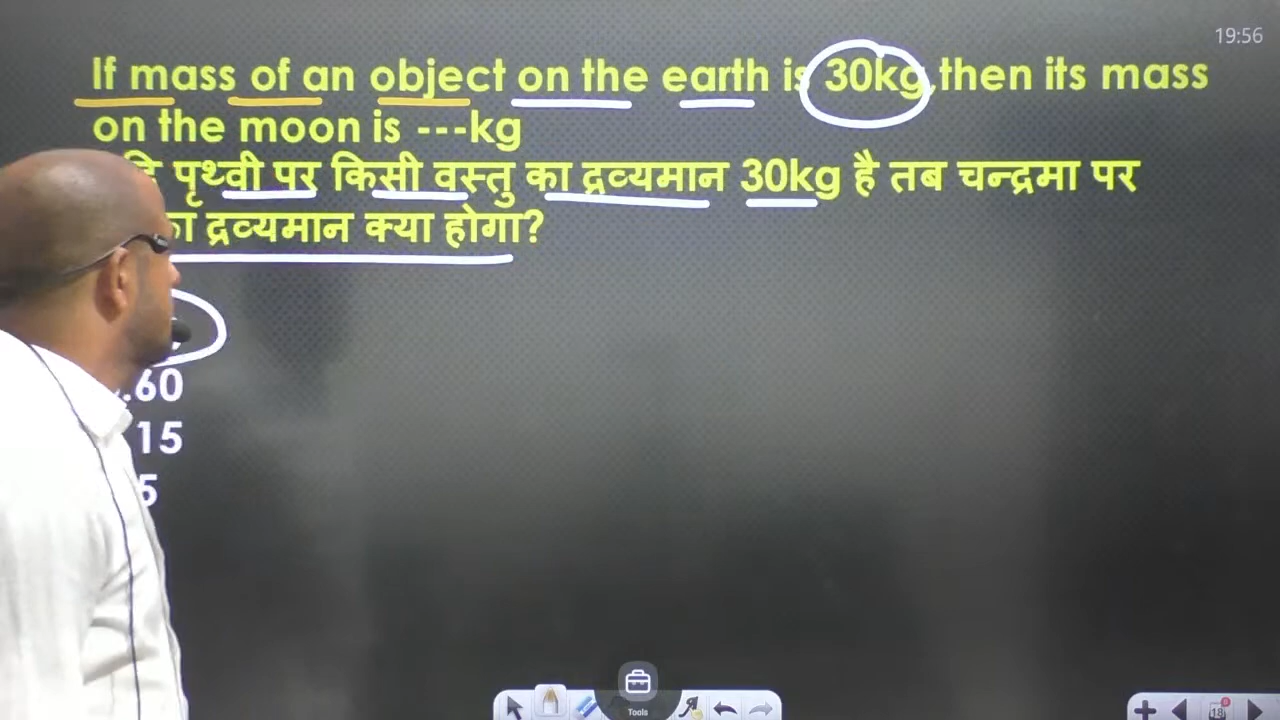 19:56
If mass of an object on the earth is 30kg,then its mass
on the moon is ---kg
पृथ्वी पर किसी वस्तु का द्रव्यमान 30kg है तब चन्द्रमा पर
द्रव्यमान क्या होगा?
.60
15
5
Tools
18